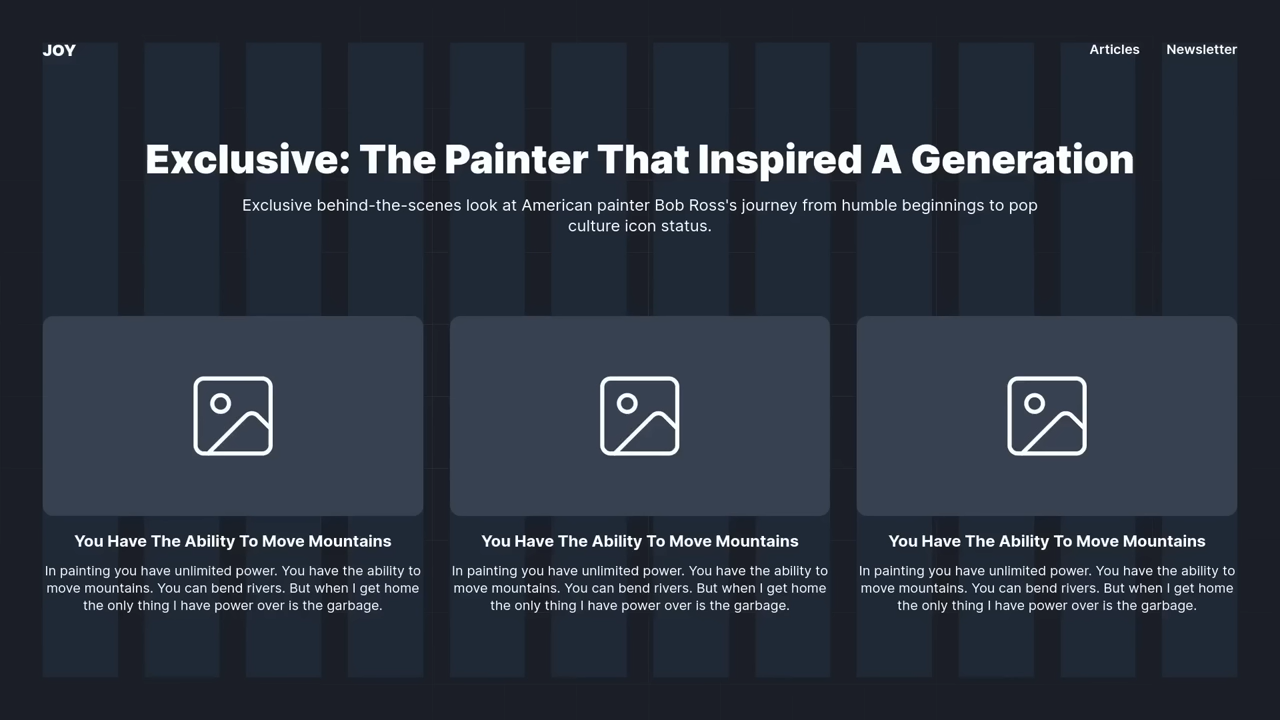 JOY
Articles
Newsletter
Exclusive: The Painter That Inspired A Generation
Exclusive behind-the-scenes look at American painter Bob Ross's journey from humble beginnings to pop
culture icon status.
You Have The Ability To Move Mountains
In painting you have unlimited power. You have the ability to
move mountains. You can bend rivers. But when I get home
the only thing I have power over is the garbage.
You Have The Ability To Move Mountains
In painting you have unlimited power. You have the ability to
move mountains. You can bend rivers. But when I get home
the only thing I have power over is the garbage.
You Have The Ability To Move Mountains
In painting you have unlimited power. You have the ability to
move mountains. You can bend rivers. But when I get home
the only thing I have power over is the garbage.